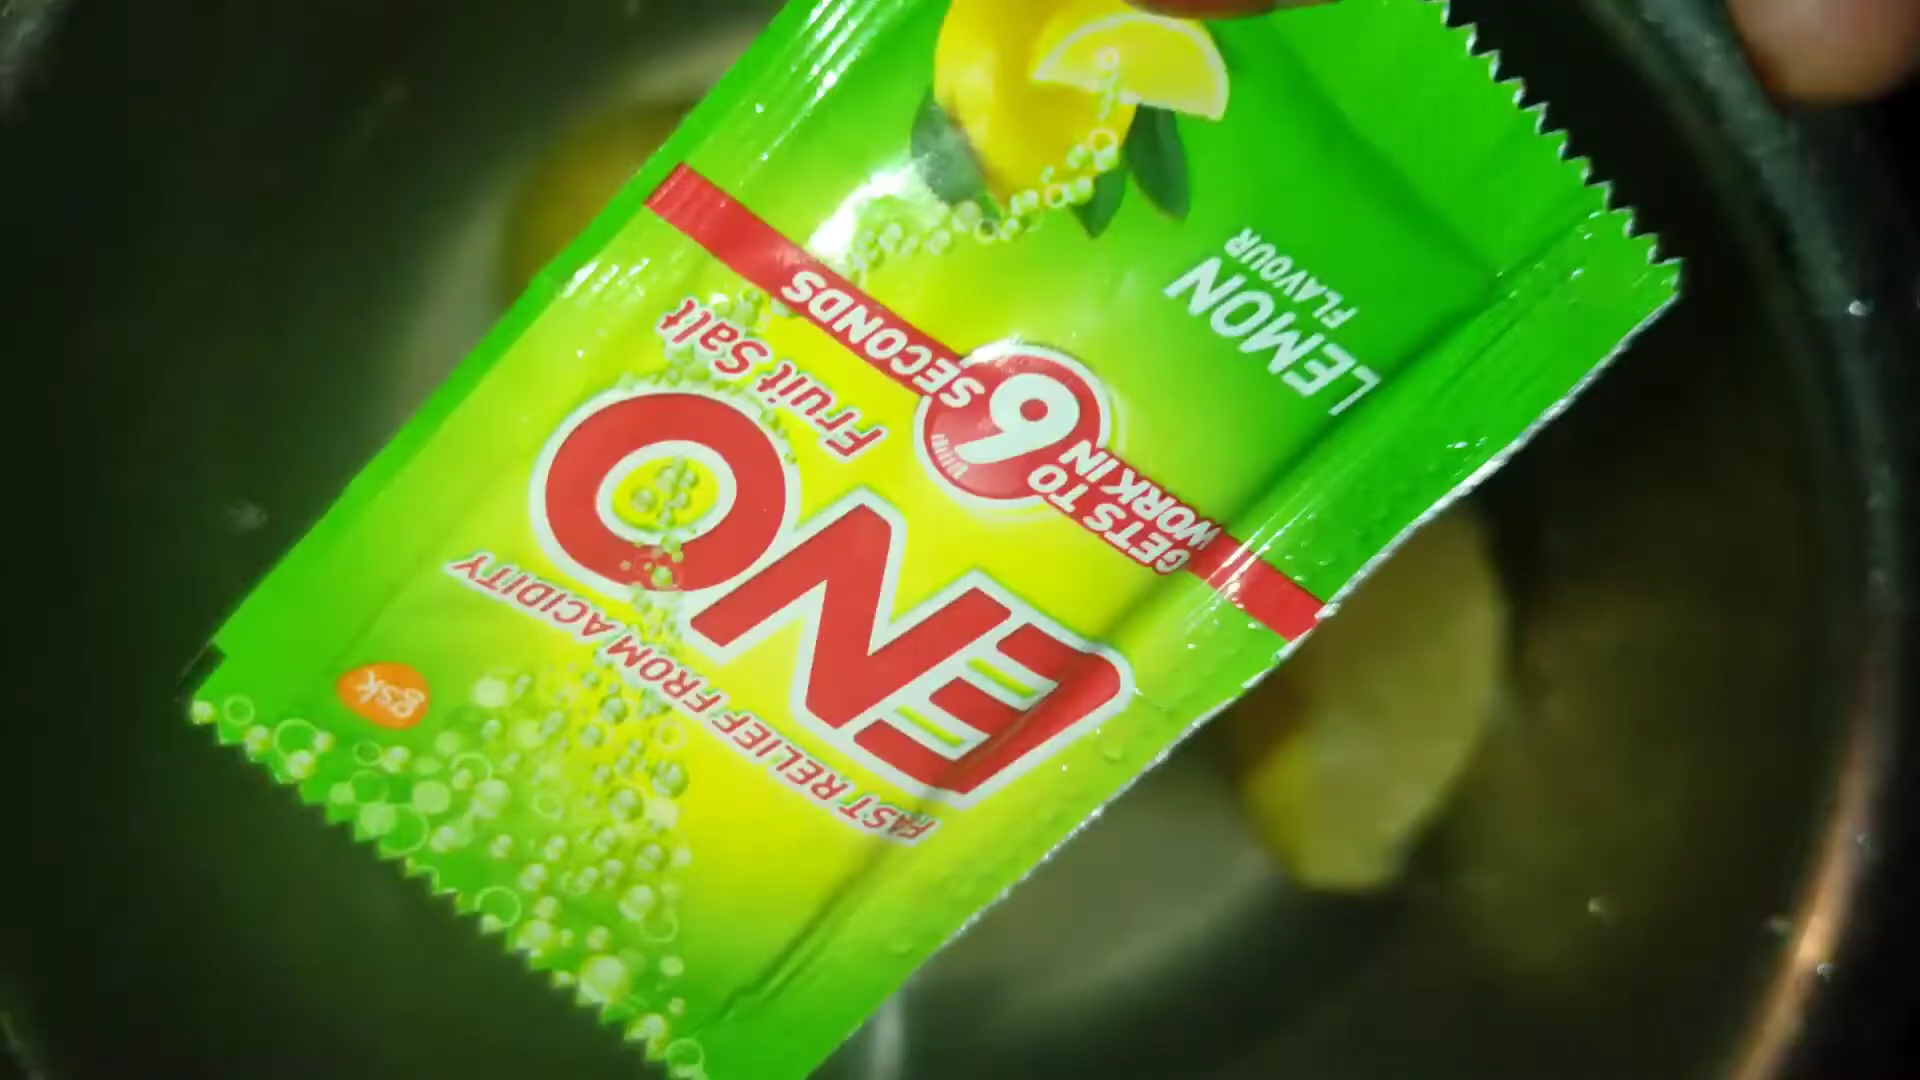 gsk
FAST RELIEF FROM ACIDITY
ENO
Fruit Salt
GETS TO
WORK IN
6
SECONDS
LEMON
FLAVOUR